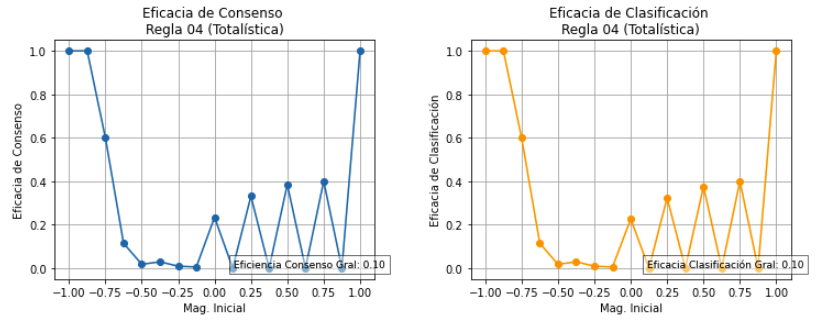 Eficacia de Consenso
Regla 04 (Totalística)
Eficacia de Consenso
1.0
0.8
0.6
0.4
0.2
0.0
Eficiencia Consenso Gral: 0.10
−1.00 −0.75 −0.50 −0.25 0.00 0.25 0.50 0.75 1.00
Mag. Inicial
Eficacia de Clasificación
Regla 04 (Totalística)
Eficacia de Clasificación
1.0
0.8
0.6
0.4
0.2
0.0
Eficacia Clasificación Gral: 0.10
−1.00 −0.75 −0.50 −0.25 0.00 0.25 0.50 0.75 1.00
Mag. Inicial